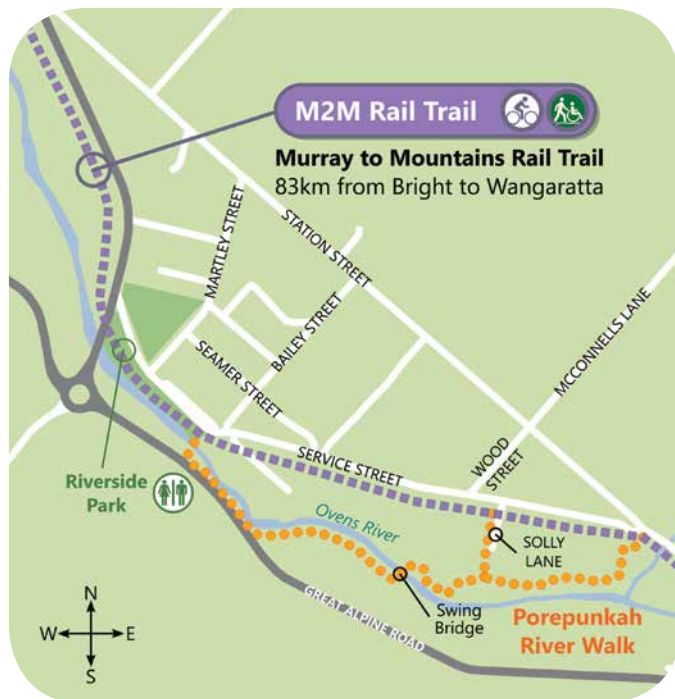 M2M Rail Trail
Murray to Mountains Rail Trail
83km from Bright to Wangaratta
MARTLEY STREET
STATION STREET
BAILEY STREET
SEAMER STREET
MCCONNELLS LANE
WOOD
STREET
SERVICE STREET
Riverside
Park
Ovens River
SOLLY
LANE
Swing
Bridge
GREAT ALPINE ROAD
Porepunkah
River Walk
N
W
E
S